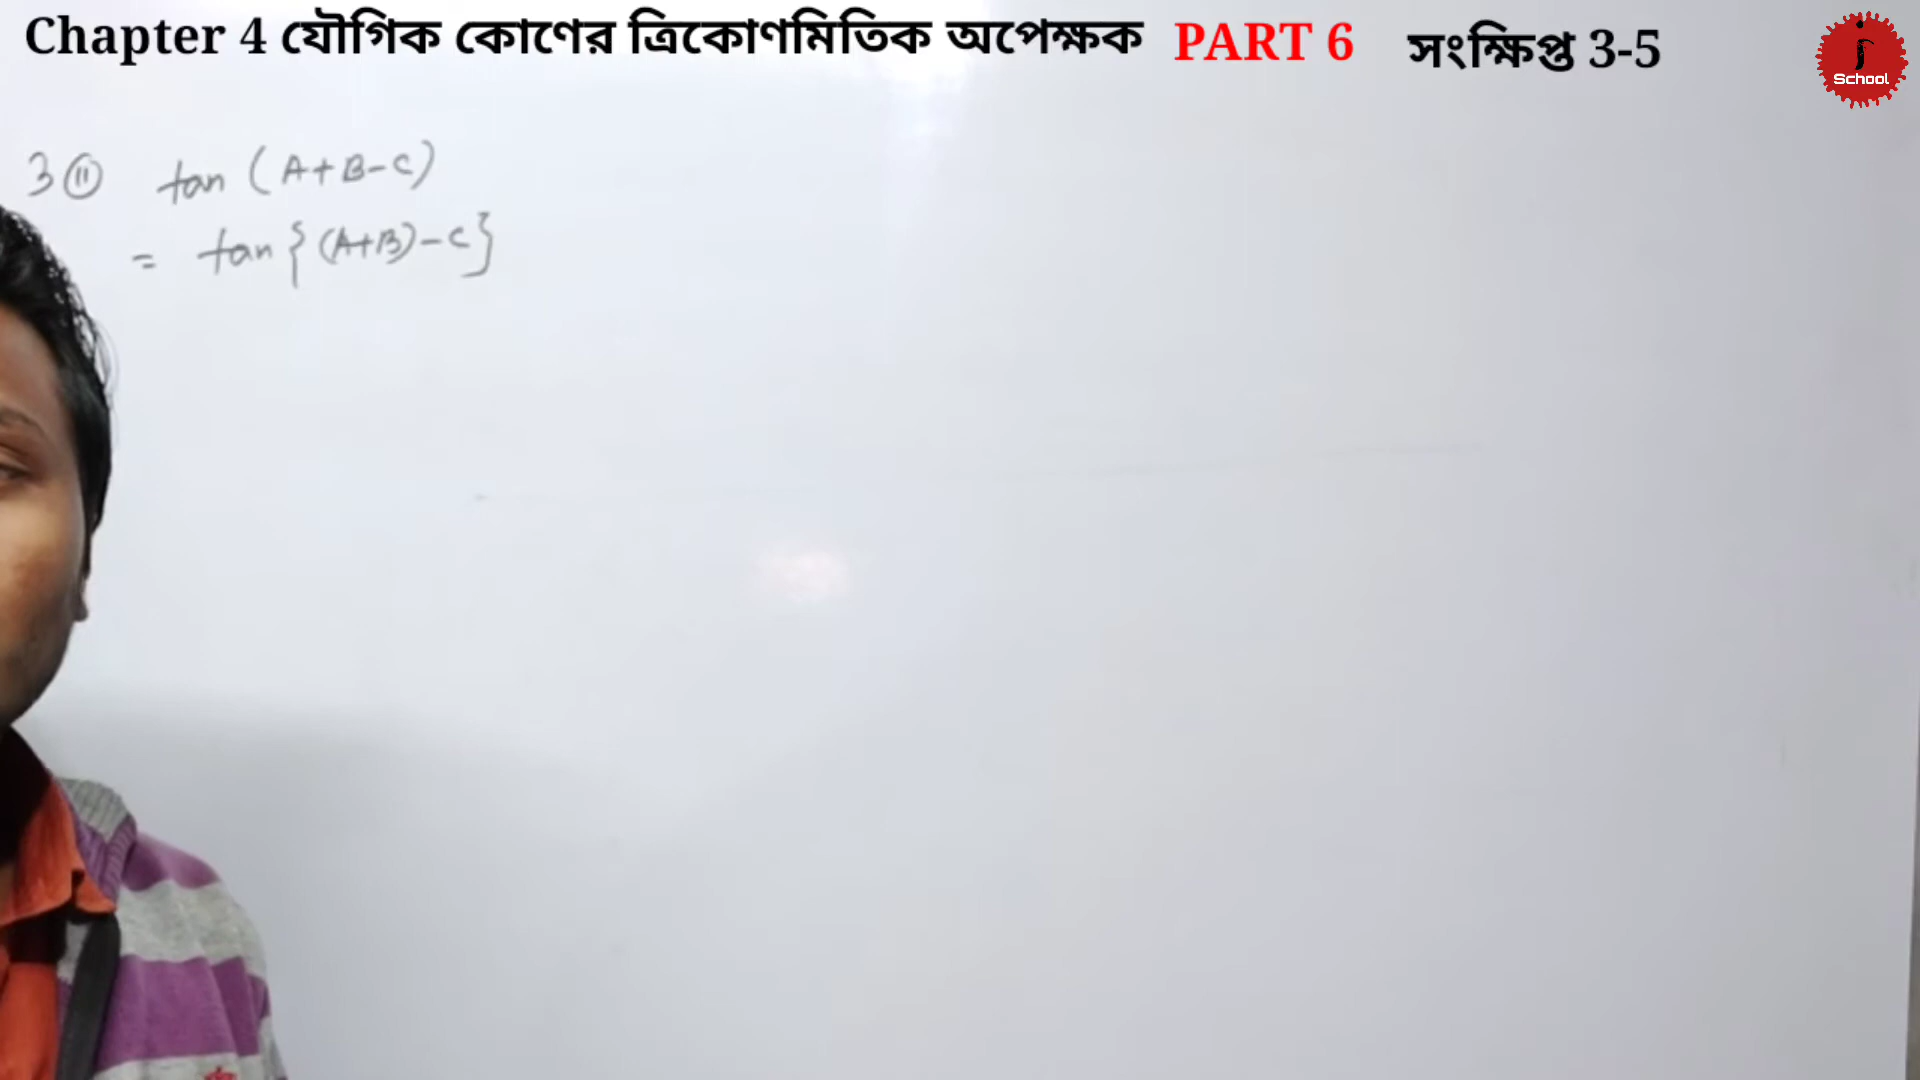 Chapter 4 যৌগিক কোণের ত্রিকোণমিতিক অপেক্ষক PART 6 সংক্ষিপ্ত 3-5
School
3 (ii) tan (A+B-C)
= tan {(A+B)-C}